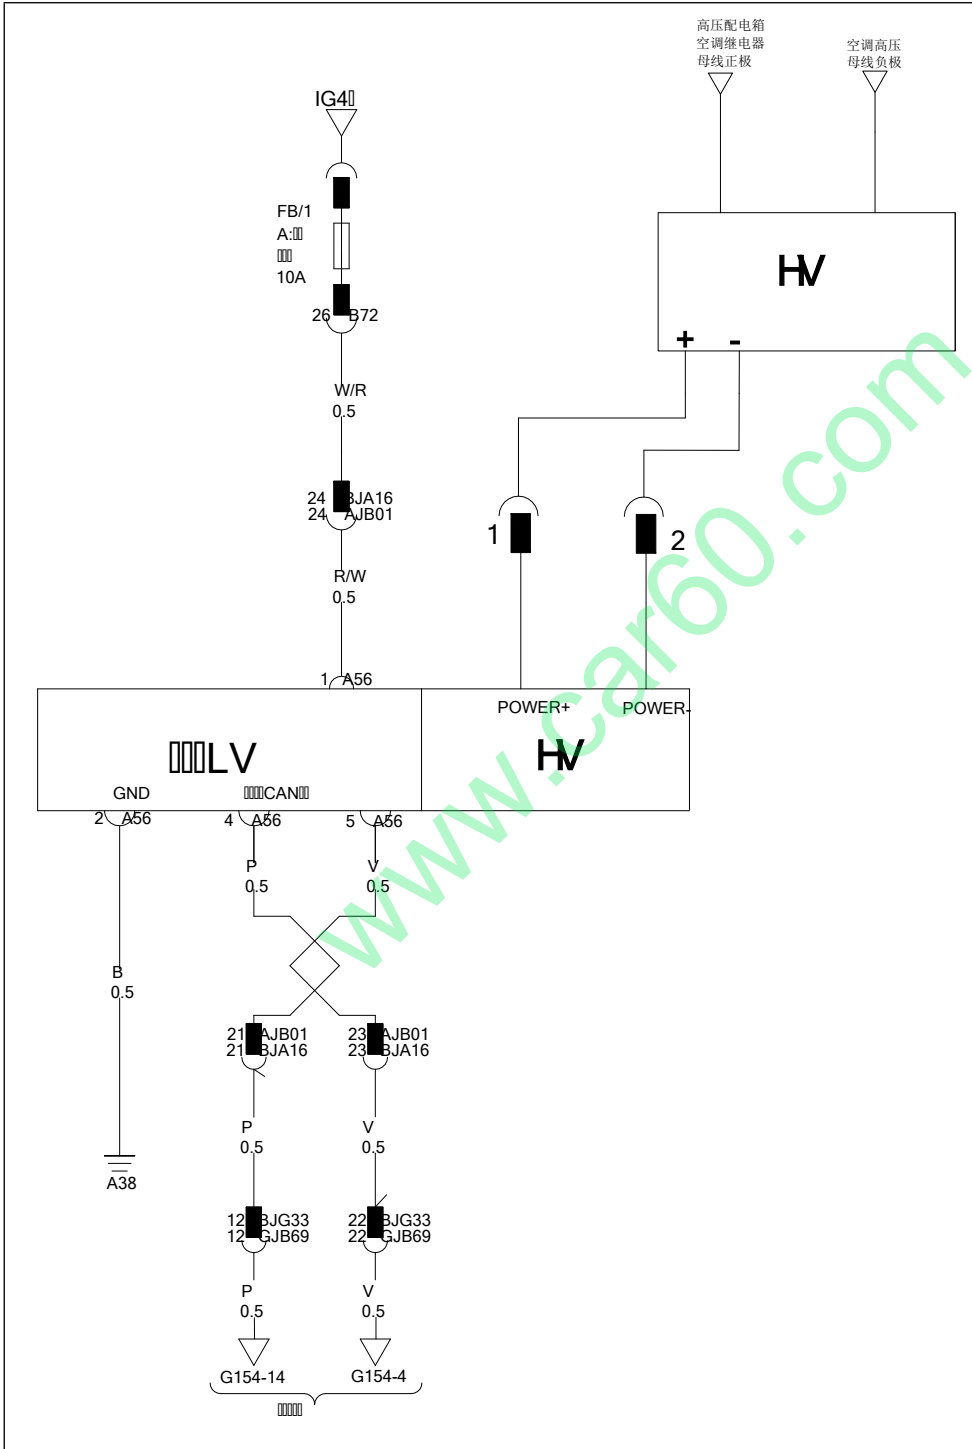 高压配电箱
空调继电器
母线正极
空调高压
母线负极
IG4
FB/1
A:
10A
26 B72
HV
+ -
W/R
0.5
24 BJA16
24 AJB01
1 2
R/W
0.5
1 A56
POWER+ POWER-
LV
HV
GND CAN
2 A56 4 A56 5 A56
P V
0.5 0.5
B
0.5
21 AJB01 23 AJB01
21 BJA16 23 BJA16
P V
0.5 0.5
A38
12 BJG33 22 BJG33
12 GJB69 22 GJB69
P V
0.5 0.5
G154-14 G154-4
www.car60.com